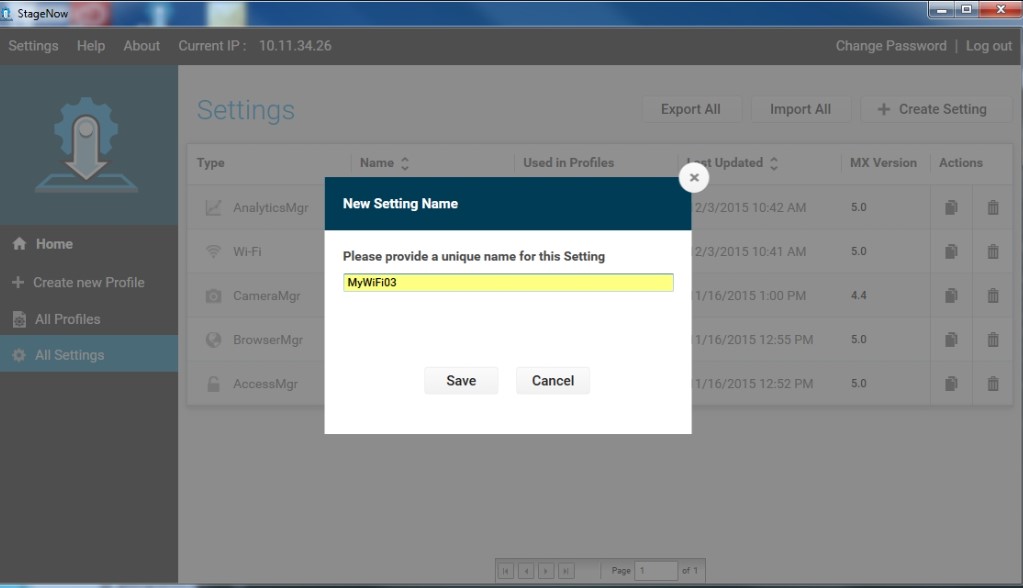 StageNow
Settings Help About Current IP : 10.11.34.26 Change Password | Log out
Settings Export All Import All + Create Setting
Type Name Used in Profiles Last Updated MX Version Actions
New Setting Name
AnalyticsMgr 2/3/2015 10:42 AM 5.0
Home
Wi-Fi 2/3/2015 10:41 AM 5.0
Please provide a unique name for this Setting
Create new Profile
MyWiFi03
CameraMgr 1/16/2015 1:00 PM 4.4
All Profiles
BrowserMgr 1/16/2015 12:55 PM 5.0
All Settings
AccessMgr 1/16/2015 12:52 PM 5.0
Save Cancel
Page 1 of 1